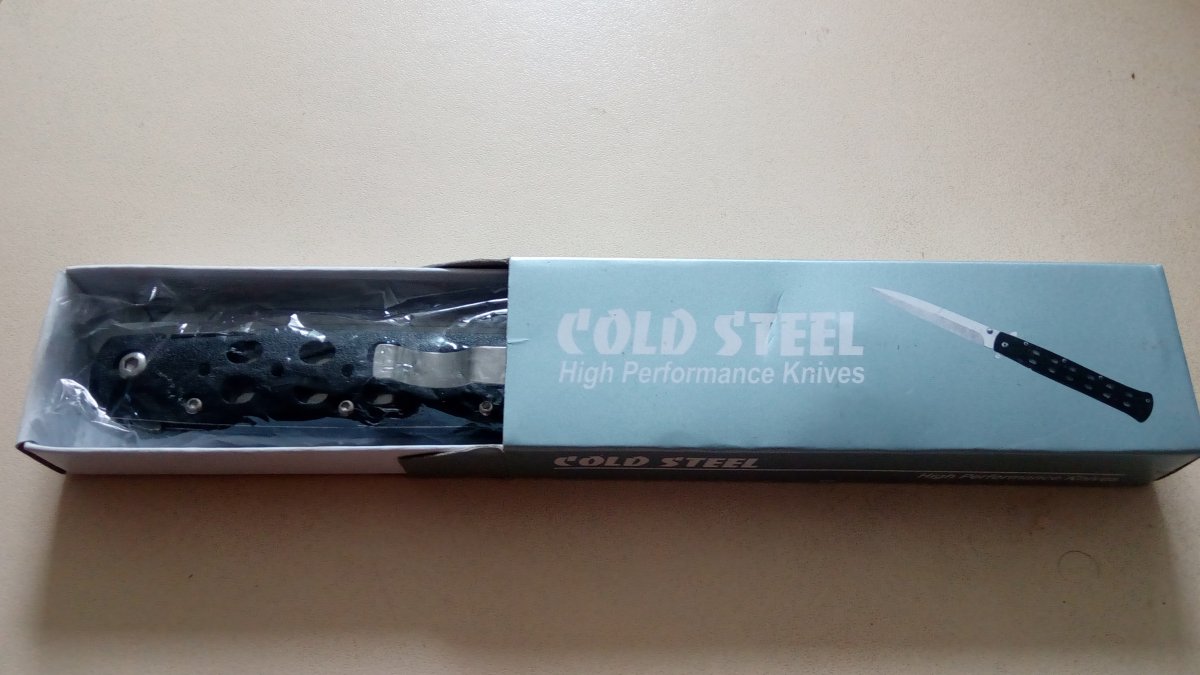 COLD STEEL
High Performance Knives
COLD STEEL
High Performance Knives